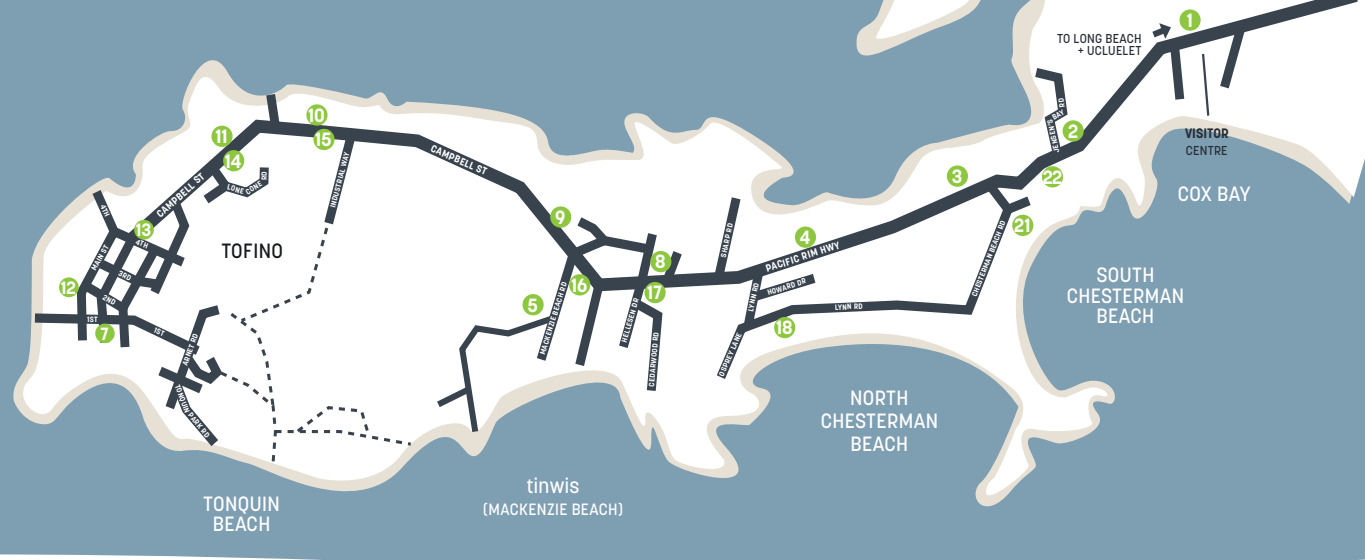 1
TO LONG BEACH
+ UCLUELET
JENSEN'S
BAY RD
2
VISITOR
CENTRE
COX BAY
22
3
21
CHESTERMAN BEACH RD
SOUTH
CHESTERMAN
BEACH
10
15
11
14
CAMPBELL ST
LONE CONE RD
INDUSTRIAL WAY
CAMPBELL ST
4TH
13
4TH
MAIN ST
3RD
2ND
12
1ST
7
1ST
TOFINO
ARNET RD
TONQUIN PARK RD
9
8
16
17
5
MACKENZIE BEACH RD
HELLESEN DR
CEDARWOOD RD
SHARP RD
4
PACIFIC RIM HWY
LYNN RD
HOWARD DR
LYNN RD
18
OSPREY LANE
NORTH
CHESTERMAN
BEACH
TONQUIN
BEACH
tinwis
(MACKENZIE BEACH)